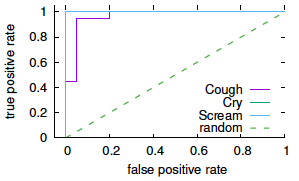 1
0.8
0.6
0.4
0.2
0
true positive rate
Cough
Cry
Scream
random
0 0.2 0.4 0.6 0.8 1
false positive rate